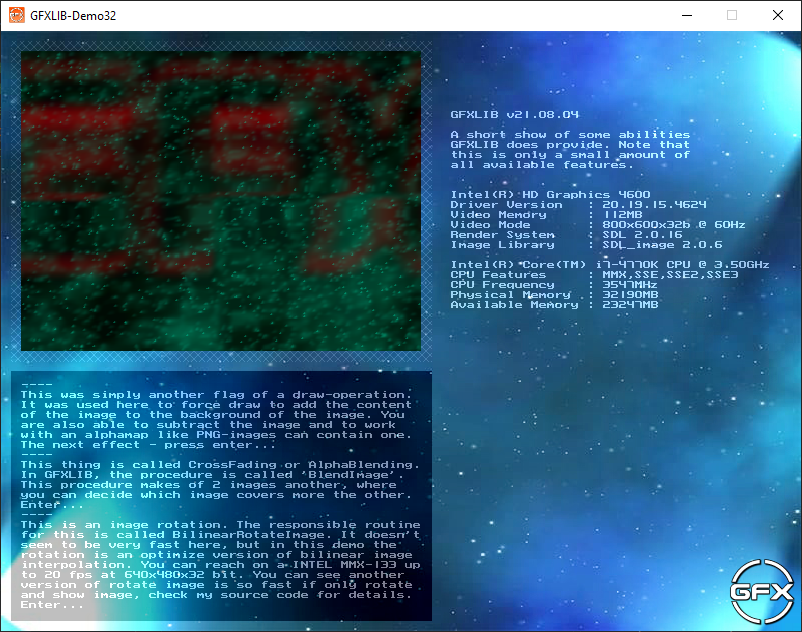 GFXLIB-Demo32
GFXLIB v21.08.04
A short show of some abilities
GFXLIB does provide. Note that
this is only a small amount of
all available features.
Intel(R) HD Graphics 4600
Driver Version : 20.19.15.4624
Video Memory : 112MB
Video Mode : 800x600x32b @ 60Hz
Render System : SDL 2.0.16
Image Library : SDL_image 2.0.6
Intel(R) Core(TM) i7-4770K CPU @ 3.50GHz
CPU Features : MMX,SSE,SSE2,SSE3
CPU Frequency : 3547MHz
Physical Memory : 32190MB
Available Memory : 23247MB
----
This was simply another flag of a draw-operation.
It was used here to force draw to add the content
of the image to the background of the image. You
are also able to subtract the image and to work
with an alphamap like PNG-images can contain one.
The next effect - press enter...
----
This thing is called CrossFading or AlphaBlending.
In GFXLIB, the procedure is called 'BlendImage'.
This procedure makes of 2 images another, where
you can decide which image covers more the other.
Enter...
----
This is an image rotation. The responsible routine
for this is called BilinearRotateImage. It doesn't
seem to be very fast here, but in this demo the
rotation is an optimize version of bilinear image
interpolation. You can reach on a INTEL MMX-133 up
to 20 fps at 640x480x32 bit. You can see another
version of rotate image is so fast if only rotate
and show image, check my source code for details.
Enter...
GFX